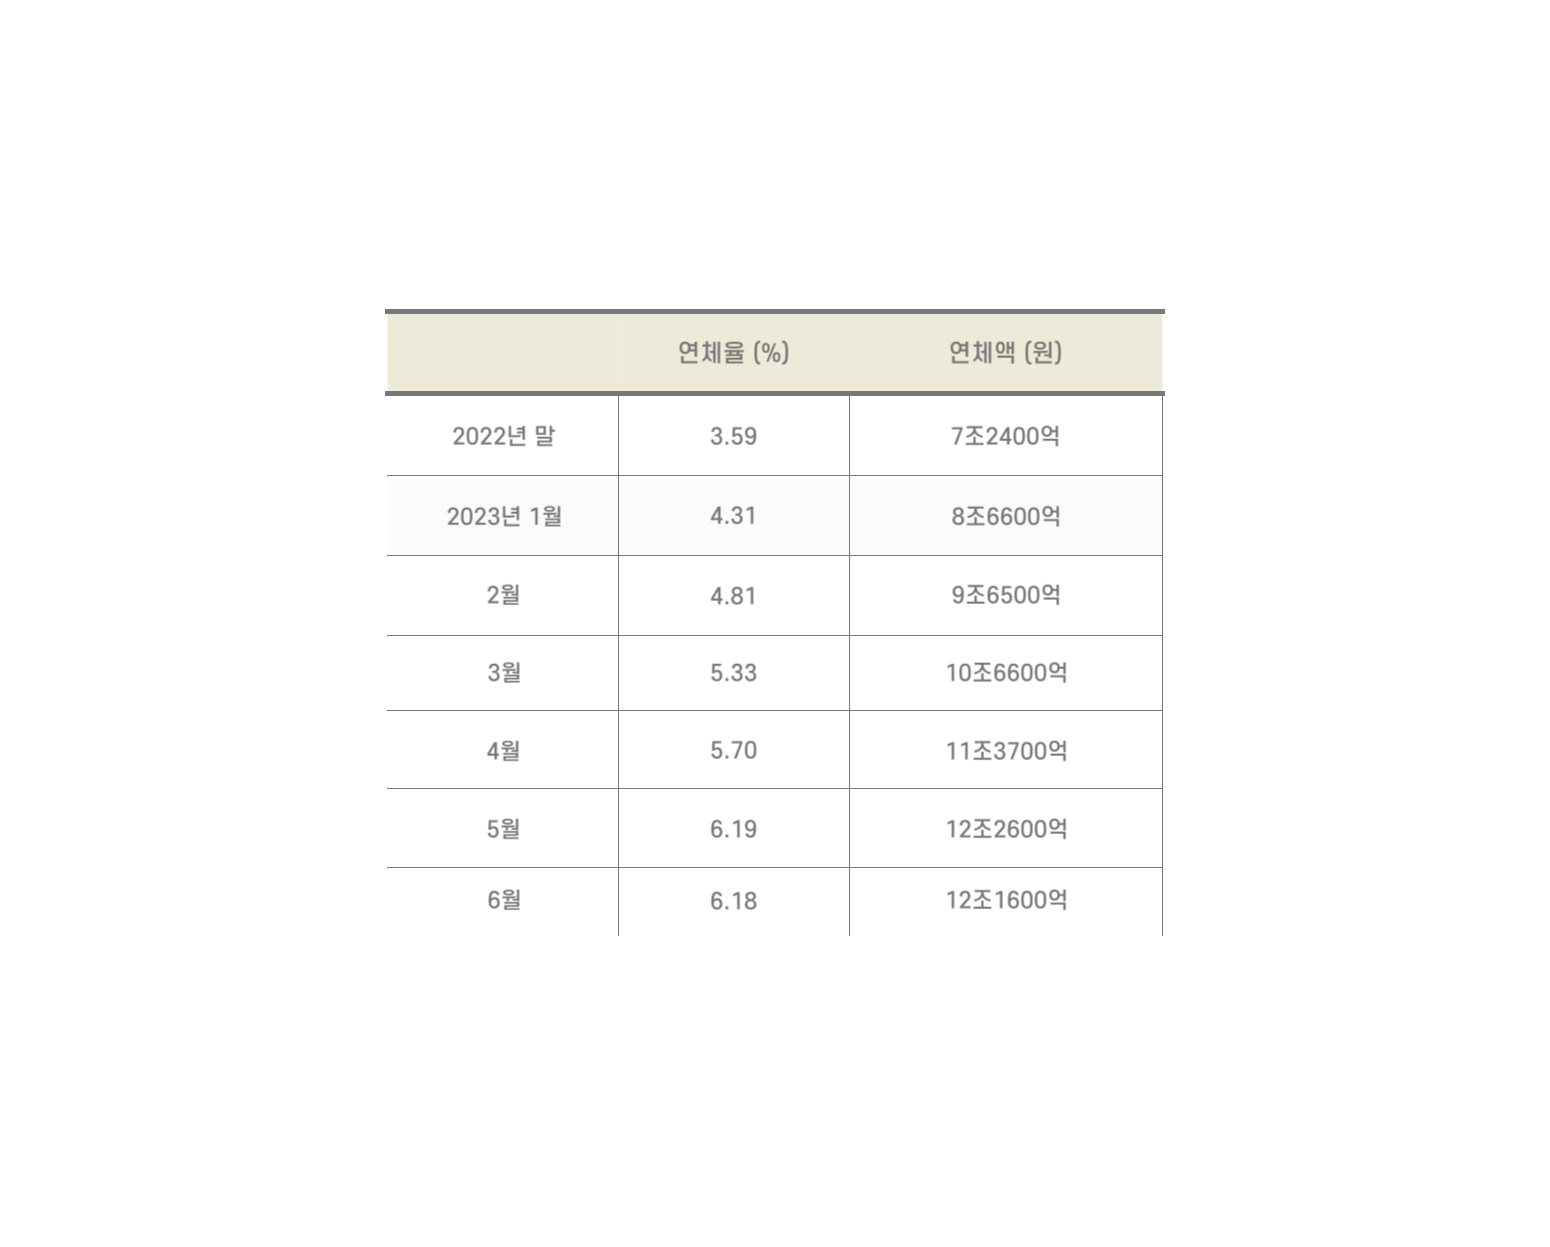 연체율 (%) 연체액 (원)
2022년 말 3.59 7조2400억
2023년 1월 4.31 8조6600억
2월 4.81 9조6500억
3월 5.33 10조6600억
4월 5.70 11조3700억
5월 6.19 12조2600억
6월 6.18 12조1600억